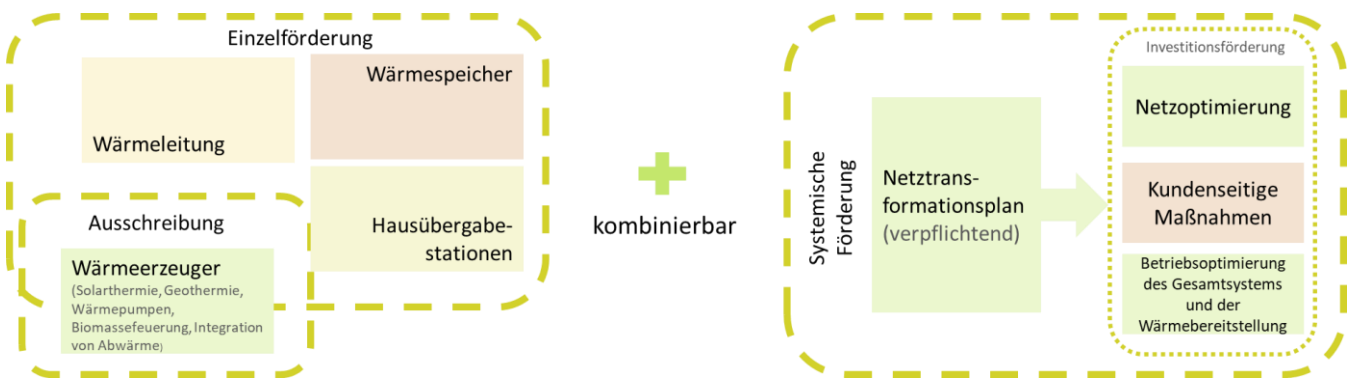 Einzelförderung
Wärmeleitung
Wärmespeicher
Hausübergabe-
stationen
Ausschreibung
Wärmeerzeuger
(Solarthermie, Geothermie,
Wärmepumpen,
Biomassefeuerung, Integration
von Abwärme)
kombinierbar
Systemische
Förderung
Netztrans-
formationsplan
(verpflichtend)
Investitionsförderung
Netzoptimierung
Kundenseitige
Maßnahmen
Betriebsoptimierung
des Gesamtsystems
und der
Wärmebereitstellung